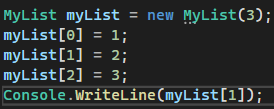 MyList myList = new MyList(3);
myList[0] = 1;
myList[1] = 2;
myList[2] = 3;
Console.WriteLine(myList[1]);